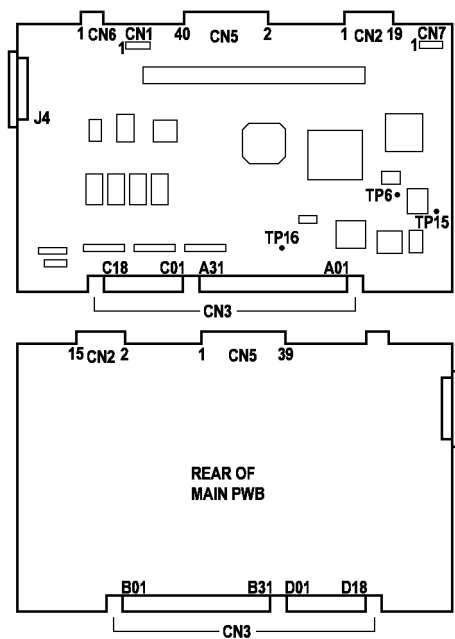 1 CN6 CN1 40 CN5 2 1 CN2 19 CN7
1 1
J4
TP6
TP15
TP16
C18 C01 A31 A01
CN3
15 CN2 2 1 CN5 39
REAR OF
MAIN PWB
B01 B31 D01 D18
CN3